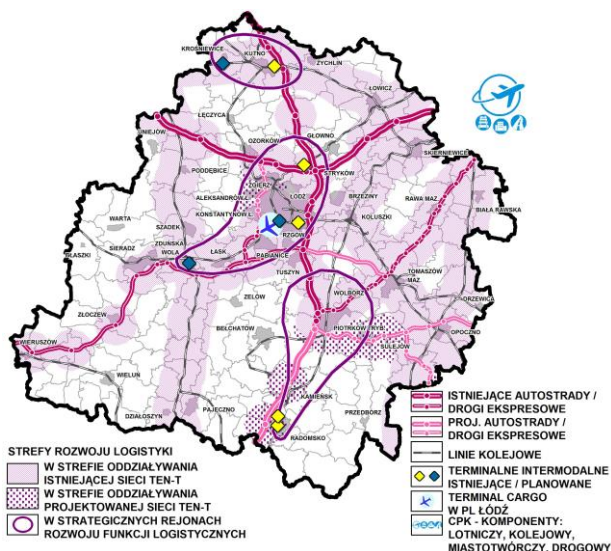 KROŚNIEWICE
KUTNO
ŻYCHLIN
ŁOWICZ
ŁĘCZYCA
UNIEJÓW
OZORKÓW
GŁOWNO
STRYKÓW
SKIERNIEWICE
PODDĘBICE
ZGIERZ
ALEKSANDRÓW Ł.
ŁÓDŹ
BRZEZINY
RAWA MAZ.
KONSTANTYNÓW Ł.
BIAŁA RAWSKA
WARTA
SZADEK
RZGÓW
KOLUSZKI
SIERADZ
ZDUŃSKA
WOLA
ŁASK
PABIANICE
BŁASZKI
TUSZYN
TOMASZÓW
MAZ.
ZELÓW
WOLBÓRZ
DRZEWICA
ZŁOCZEW
BEŁCHATÓW
PIOTRKÓW TRYB.
OPOCZNO
SULEJÓW
WIERUSZÓW
WIELUŃ
KAMIEŃSK
PAJĘCZNO
PRZEDBÓRZ
DZIAŁOSZYN
RADOMSKO
STREFY ROZWOJU LOGISTYKI
W STREFIE ODDZIAŁYWANIA
ISTNIEJĄCEJ SIECI TEN-T
W STREFIE ODDZIAŁYWANIA
PROJEKTOWANEJ SIECI TEN-T
W STRATEGICZNYCH REJONACH
ROZWOJU FUNKCJI LOGISTYCZNYCH
ISTNIEJĄCE AUTOSTRADY /
DROGI EKSPRESOWE
PROJ. AUTOSTRADY /
DROGI EKSPRESOWE
LINIE KOLEJOWE
TERMINALNE INTERMODALNE
ISTNIEJĄCE / PLANOWANE
TERMINAL CARGO
W PL ŁÓDŹ
CPK - KOMPONENTY:
LOTNICZY, KOLEJOWY,
MIASTOTWÓRCZY, DROGOWY